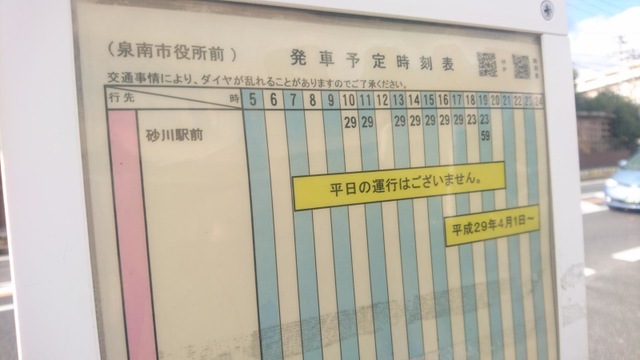 （泉南市役所前） 発車予定時刻表
交通事情により、ダイヤが乱れることがありますのでご了承ください。
行先 時 5 6 7 8 9 10 11 12 13 14 15 16 17 18 19 20 21 22 23 24
砂川駅前 29 29 29 29 29 29 29 23 23
59
平日の運行はございません。
平成29年4月1日～